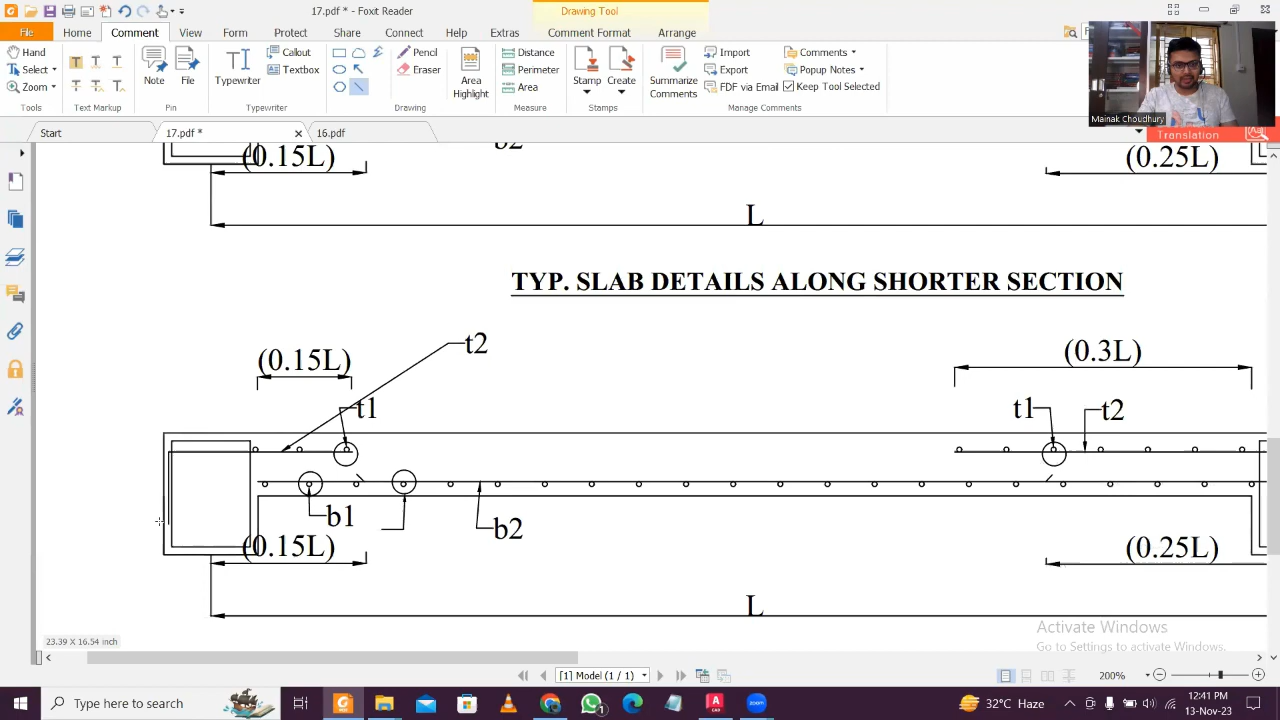 17.pdf * - Foxit Reader
Drawing Tool
File
Home
Comment
View
Form
Protect
Share
Help
Extras
Comment Format
Arrange
Hand
Select
Zoom
Tools
Text Markup
Note
File
Pin
Typewriter
Callout
Textbox
Typewriter
Drawing
Area
Highlight
Distance
Perimeter
Area
Measure
Stamp
Create
Stamps
Summarize
Comments
Import
Export
FDF via Email
Comments
Popup Notes
Keep Tool Selected
Manage Comments
Mainak Choudhury
Translation
Start
17.pdf *
16.pdf
(0.15L)
b2
(0.25L)
L
TYP. SLAB DETAILS ALONG SHORTER SECTION
t2
(0.15L)
t1
(0.3L)
t1
t2
b1
b2
(0.15L)
(0.25L)
L
23.39 X 16.54 inch
Activate Windows
Go to Settings to activate Windows.
[1] Model (1 / 1)
200%
Type here to search
32°C Haze
12:41 PM
13-Nov-23